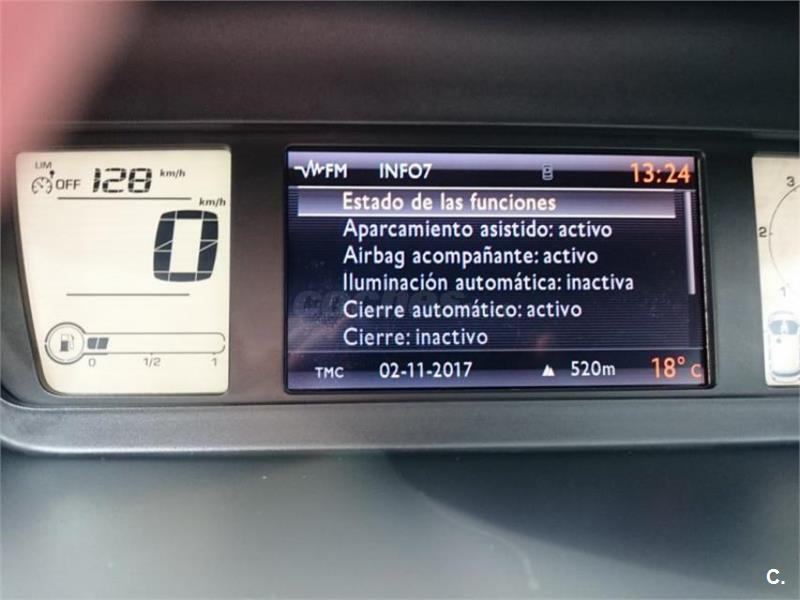 LIM
OFF 128 km/h
km/h
0
0 1/2 1
FM INFO7 13:24
Estado de las funciones
Aparcamiento asistido: activo
Airbag acompañante: activo
Iluminación automática: inactiva
Cierre automático: activo
Cierre: inactivo
TMC 02-11-2017 520m 18° C
3
2
1
C.